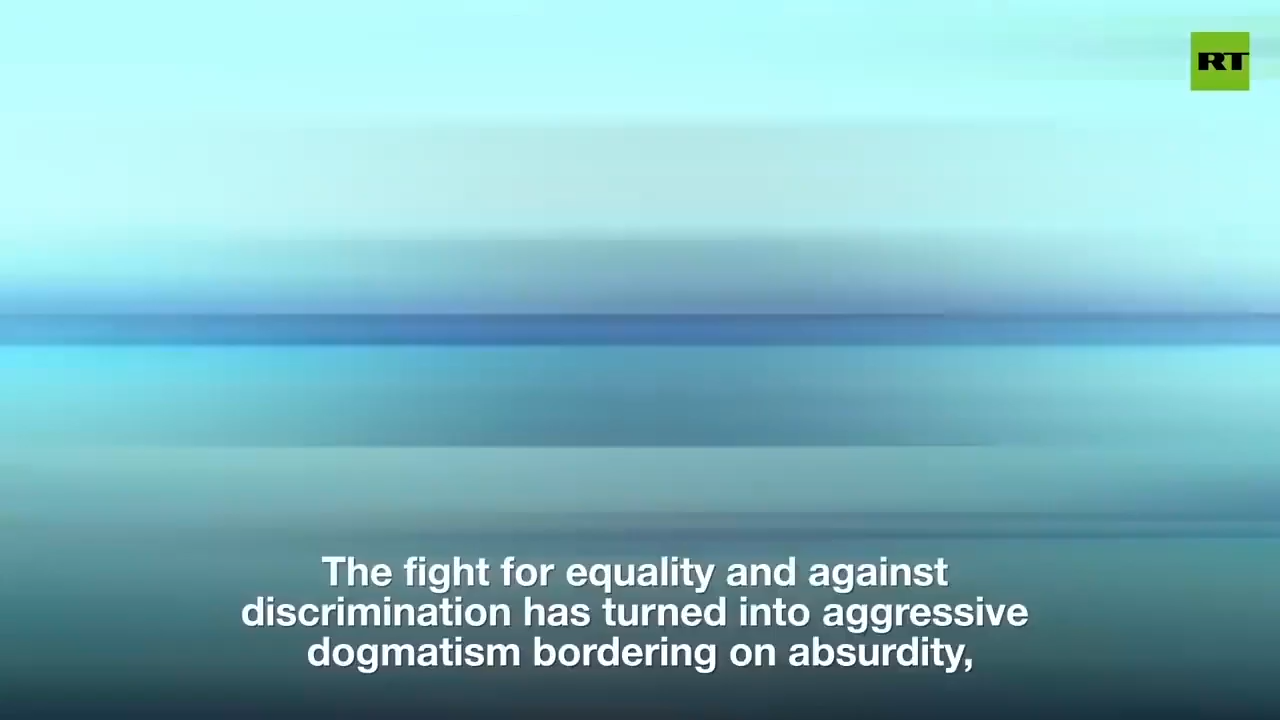 RT
The fight for equality and against
discrimination has turned into aggressive
dogmatism bordering on absurdity,